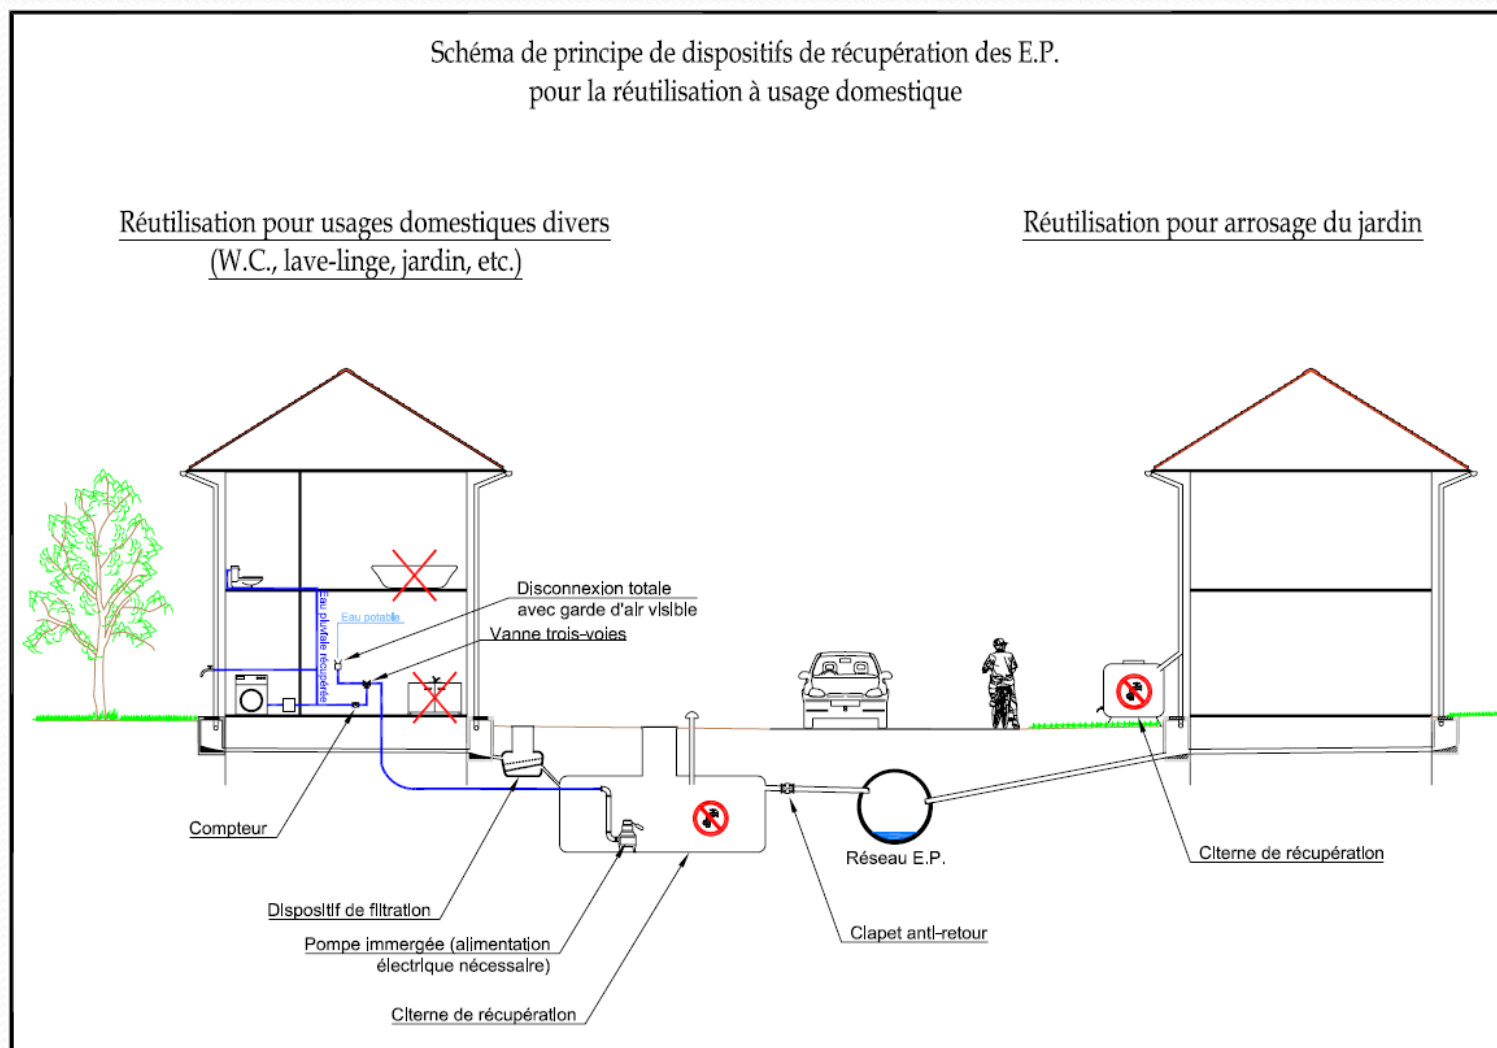 Schéma de principe de dispositifs de récupération des E.P.
pour la réutilisation à usage domestique
Réutilisation pour usages domestiques divers
(W.C., lave-linge, jardin, etc.)
Réutilisation pour arrosage du jardin
Disconnexion totale
avec garde d'air visible
Vanne trois-voies
Eau potable
Eau pluviale récupérée
Compteur
Dispositif de filtration
Pompe immergée (alimentation
électrique nécessaire)
Citerne de récupération
Réseau E.P.
Clapet anti-retour
Citerne de récupération